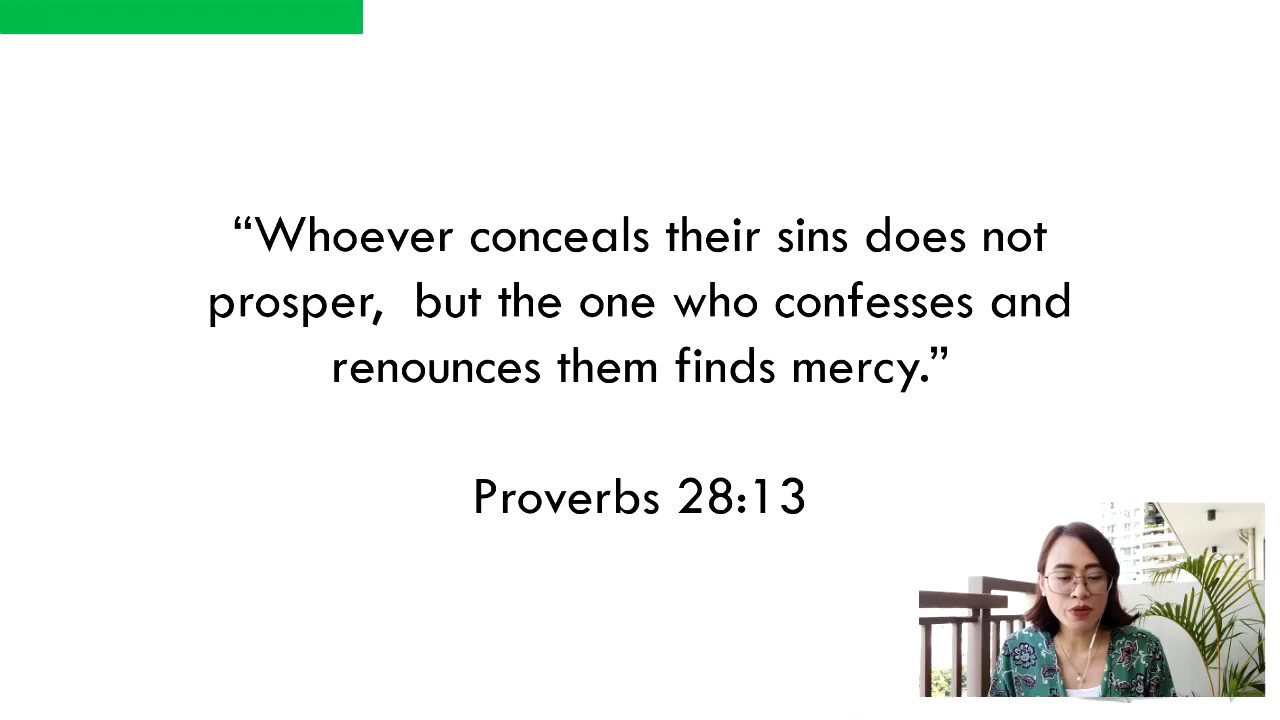 “Whoever conceals their sins does not
prosper,  but the one who confesses and
renounces them finds mercy.”
Proverbs 28:13